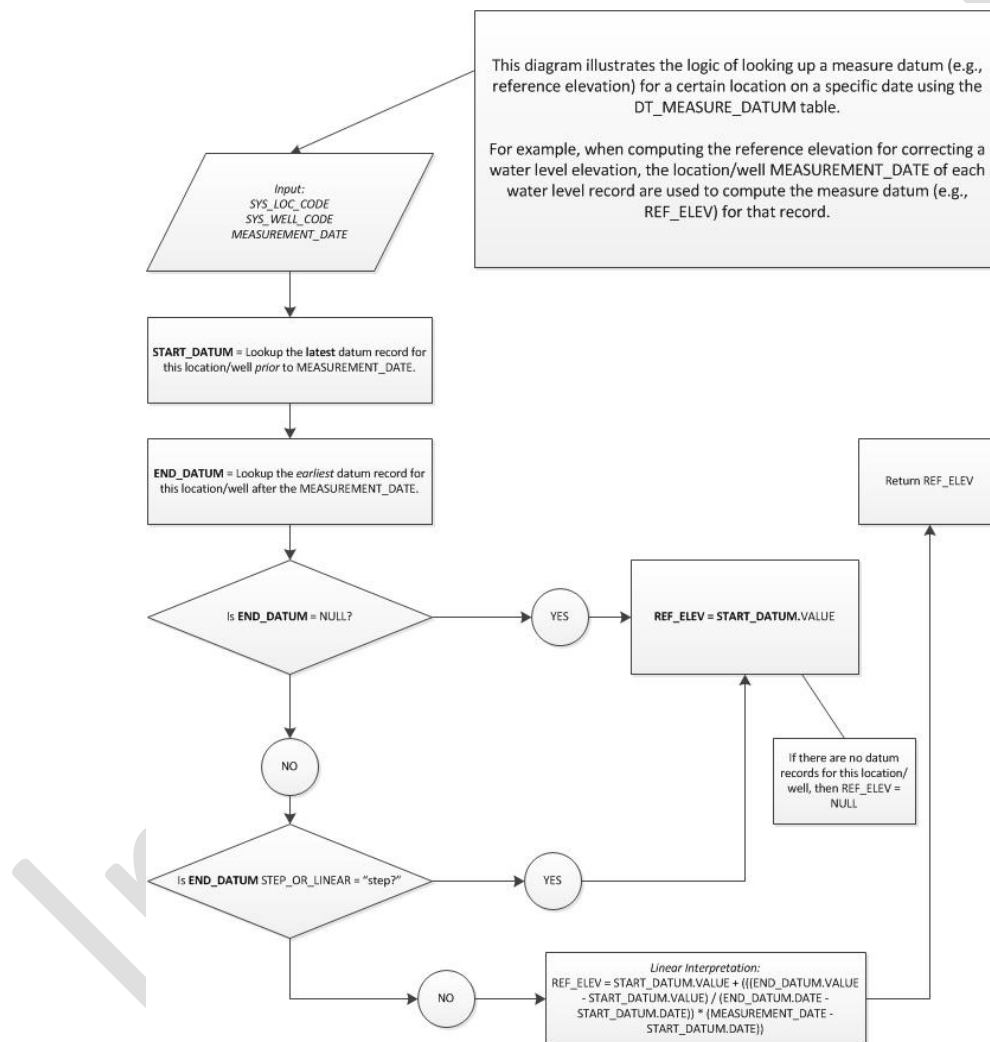 This diagram illustrates the logic of looking up a measure datum (e.g.,
reference elevation) for a certain location on a specific date using the
DT_MEASURE_DATUM table.
For example, when computing the reference elevation for correcting a
water level elevation, the location/well MEASUREMENT_DATE of each
water level record are used to compute the measure datum (e.g.,
REF_ELEV) for that record.
Input:
SYS_LOC_CODE
SYS_WELL_CODE
MEASUREMENT_DATE
START_DATUM = Lookup the latest datum record for
this location/well prior to MEASUREMENT_DATE.
END_DATUM = Lookup the earliest datum record for
this location/well after the MEASUREMENT_DATE.
Return REF_ELEV
Is END_DATUM = NULL?
YES
REF_ELEV = START_DATUM.VALUE
NO
If there are no datum
records for this location/
well, then REF_ELEV =
NULL
Is END_DATUM STEP_OR_LINEAR = “step?”
YES
NO
Linear Interpretation:
REF_ELEV = START_DATUM.VALUE + (((END_DATUM.VALUE
- START_DATUM.VALUE) / (END_DATUM.DATE -
START_DATUM.DATE)) * (MEASUREMENT_DATE -
START_DATUM.DATE))